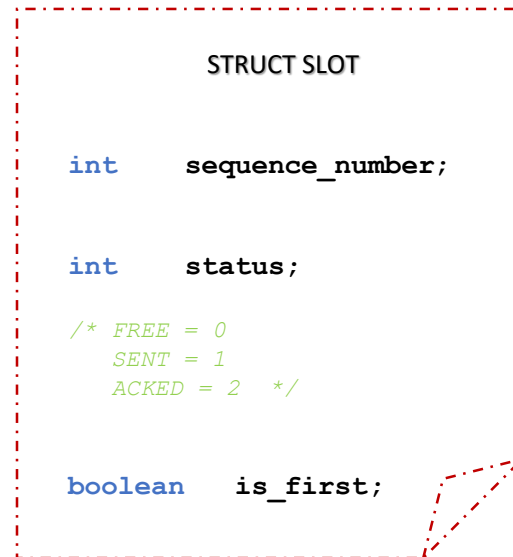 STRUCT SLOT
int sequence_number;
int status;
/* FREE = 0
SENT = 1
ACKED = 2 */
boolean is_first;